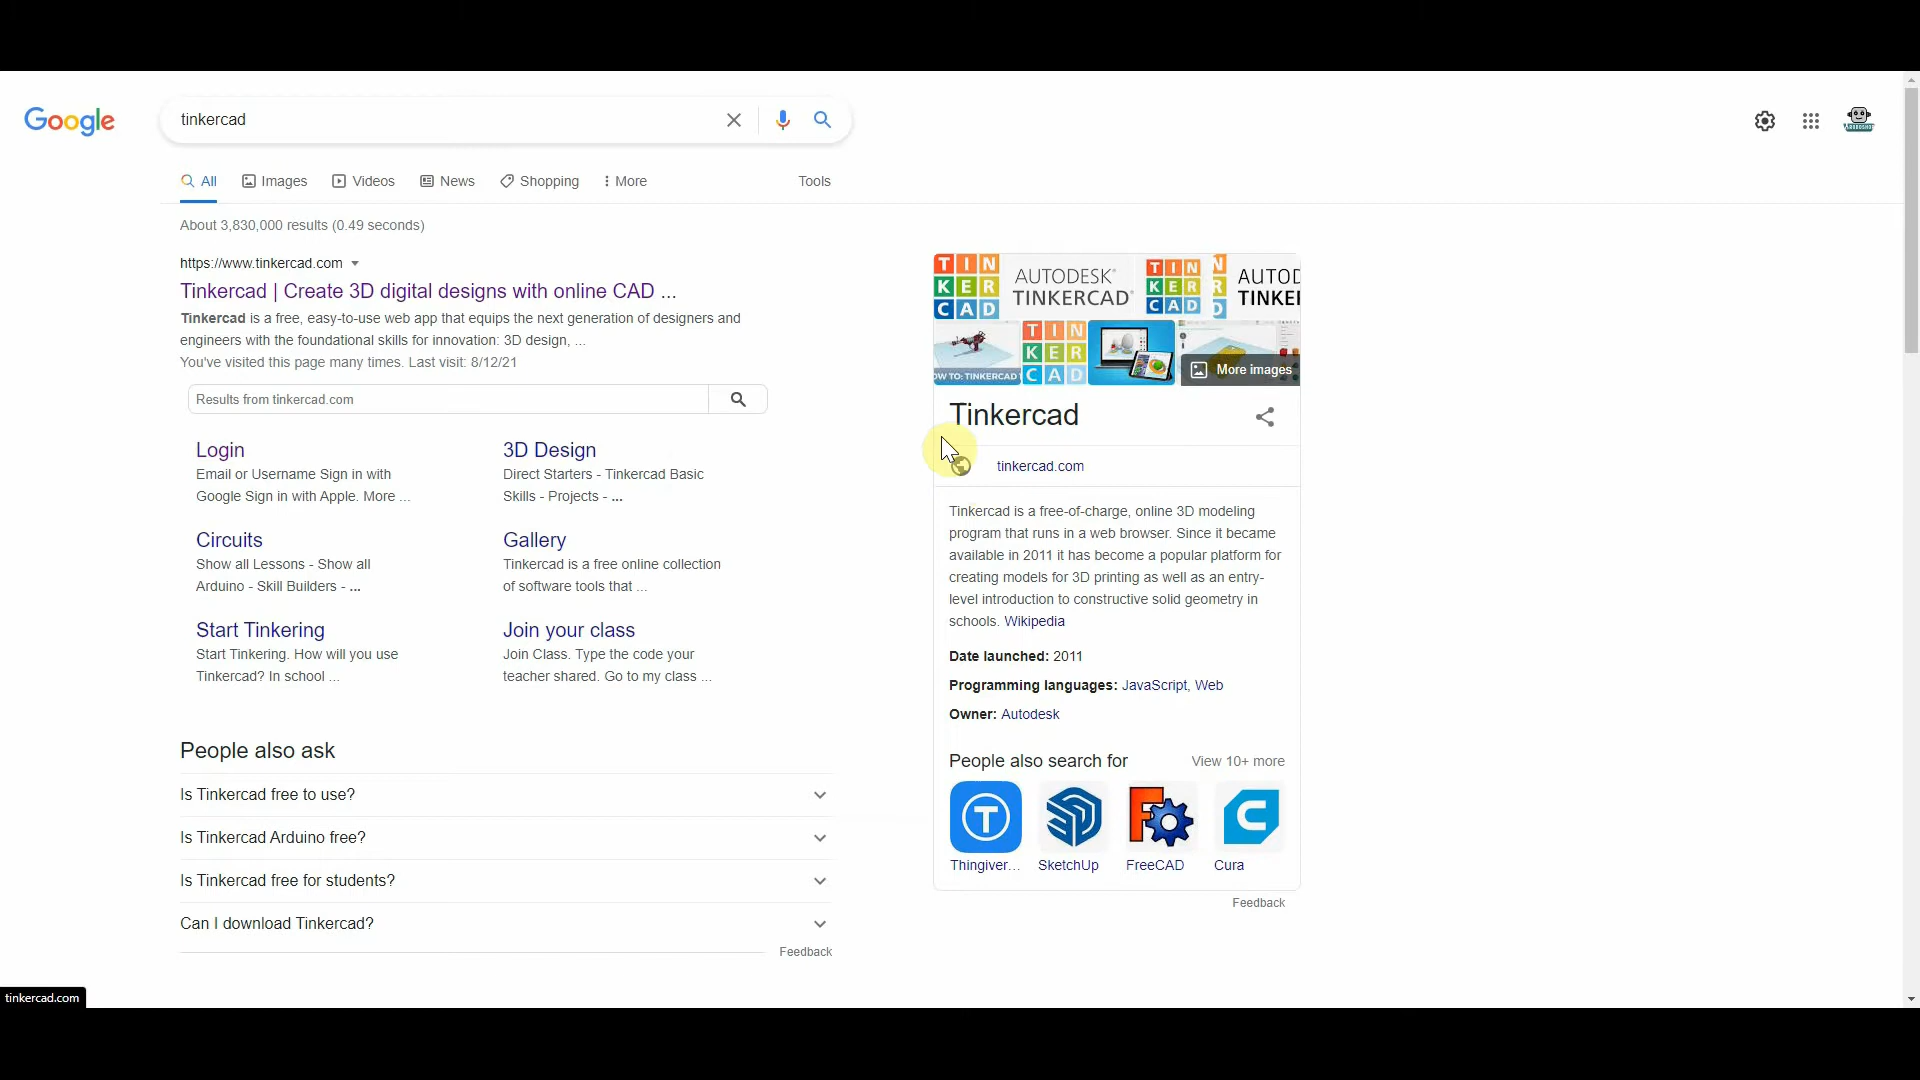 Google
tinkercad
All
Images
Videos
News
Shopping
More
Tools
About 3,830,000 results (0.49 seconds)
https://www.tinkercad.com
Tinkercad | Create 3D digital designs with online CAD ...
Tinkercad is a free, easy-to-use web app that equips the next generation of designers and
engineers with the foundational skills for innovation: 3D design, ...
You've visited this page many times. Last visit: 8/12/21
Results from tinkercad.com
Login
Email or Username Sign in with
Google Sign in with Apple. More ...
3D Design
Direct Starters - Tinkercad Basic
Skills - Projects - ...
Circuits
Show all Lessons - Show all
Arduino - Skill Builders - ...
Gallery
Tinkercad is a free online collection
of software tools that ...
Start Tinkering
Start Tinkering. How will you use
Tinkercad? In school ...
Join your class
Join Class. Type the code your
teacher shared. Go to my class ...
People also ask
Is Tinkercad free to use?
Is Tinkercad Arduino free?
Is Tinkercad free for students?
Can I download Tinkercad?
Feedback
TIN
KER
CAD
AUTODESK®
TINKERCAD®
TIN
KER
CAD
N
R
D
AUTOD
TINKE
OW TO: TINKERCAD
TIN
KER
CAD
More images
Tinkercad
tinkercad.com
Tinkercad is a free-of-charge, online 3D modeling
program that runs in a web browser. Since it became
available in 2011 it has become a popular platform for
creating models for 3D printing as well as an entry-
level introduction to constructive solid geometry in
schools. Wikipedia
Date launched: 2011
Programming languages: JavaScript, Web
Owner: Autodesk
People also search for
View 10+ more
Thingiver...
SketchUp
FreeCAD
Cura
Feedback
tinkercad.com